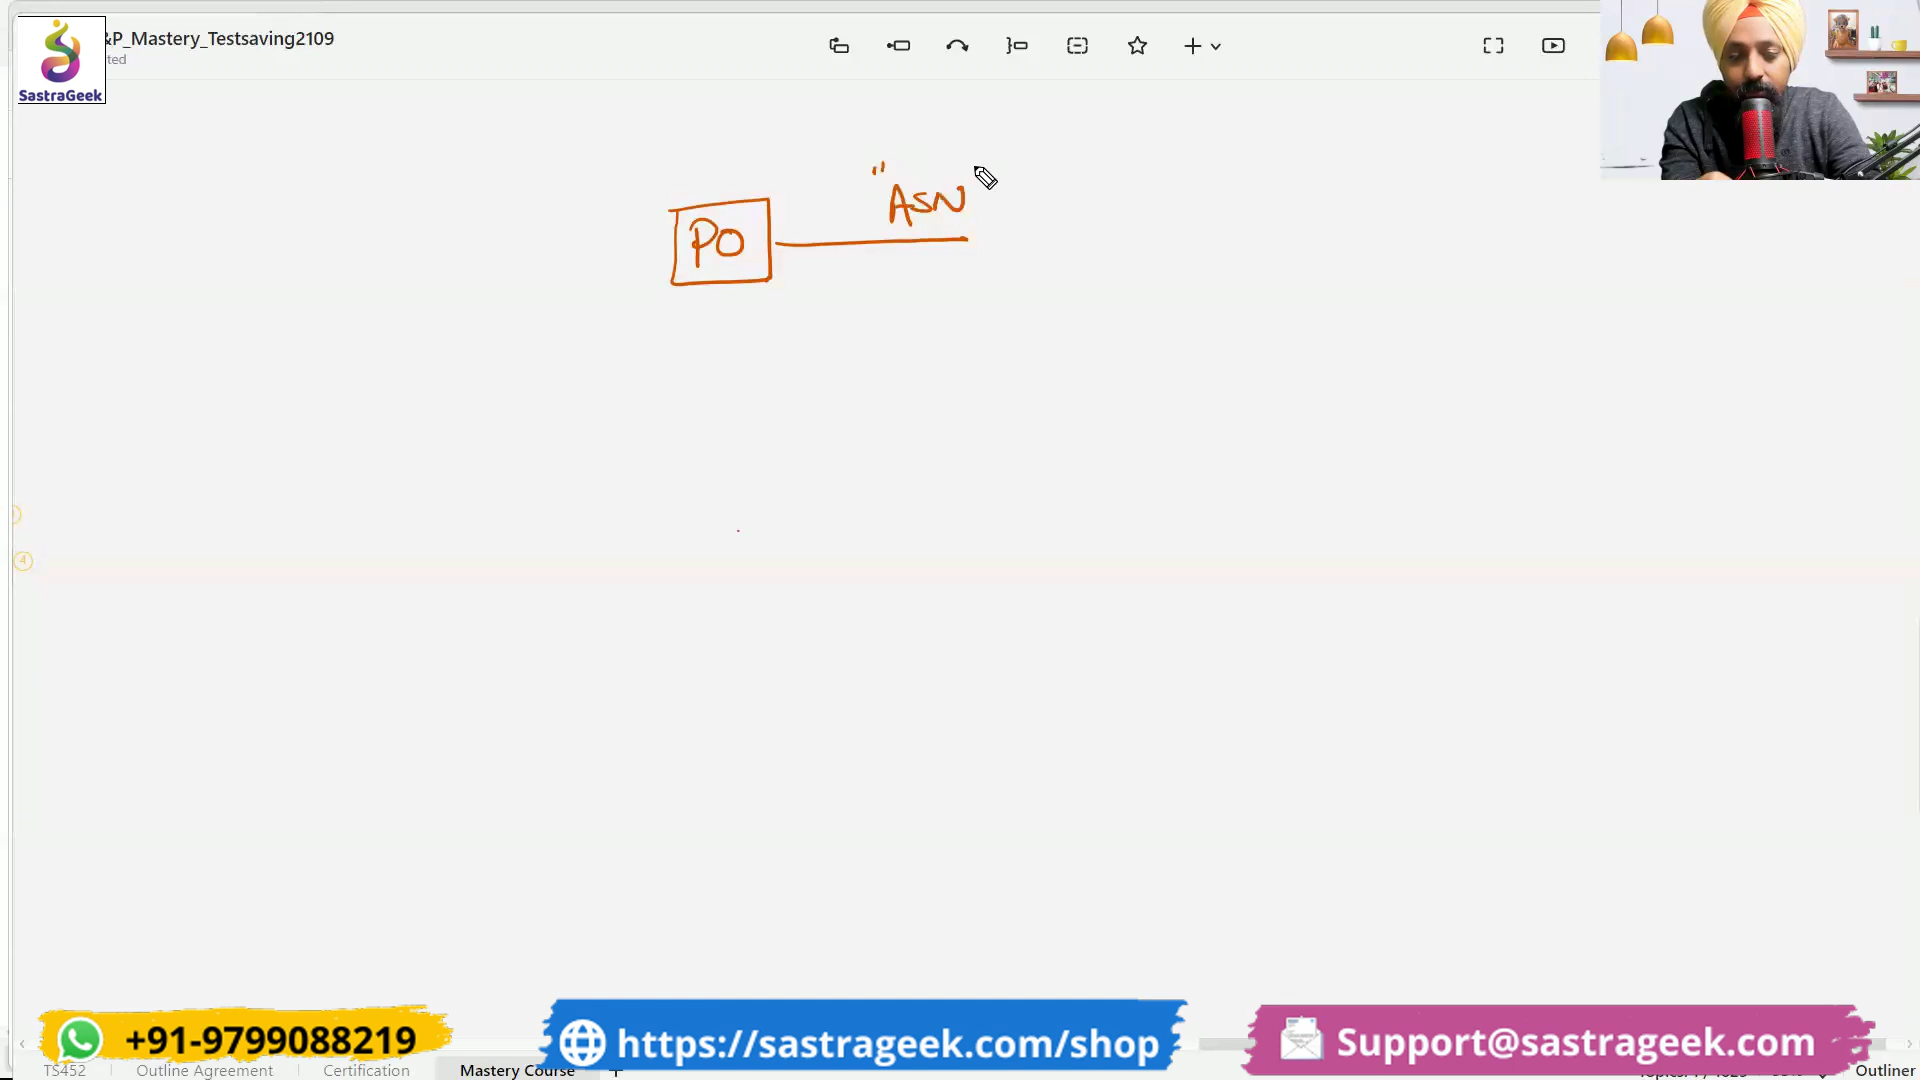 &P_Mastery_Testsaving2109
ted
SastraGeek
"ASN
PO
4
+91-9799088219
https://sastrageek.com/shop
Support@sastrageek.com
TS452
Outline Agreement
Certification
Mastery Course
Outliner